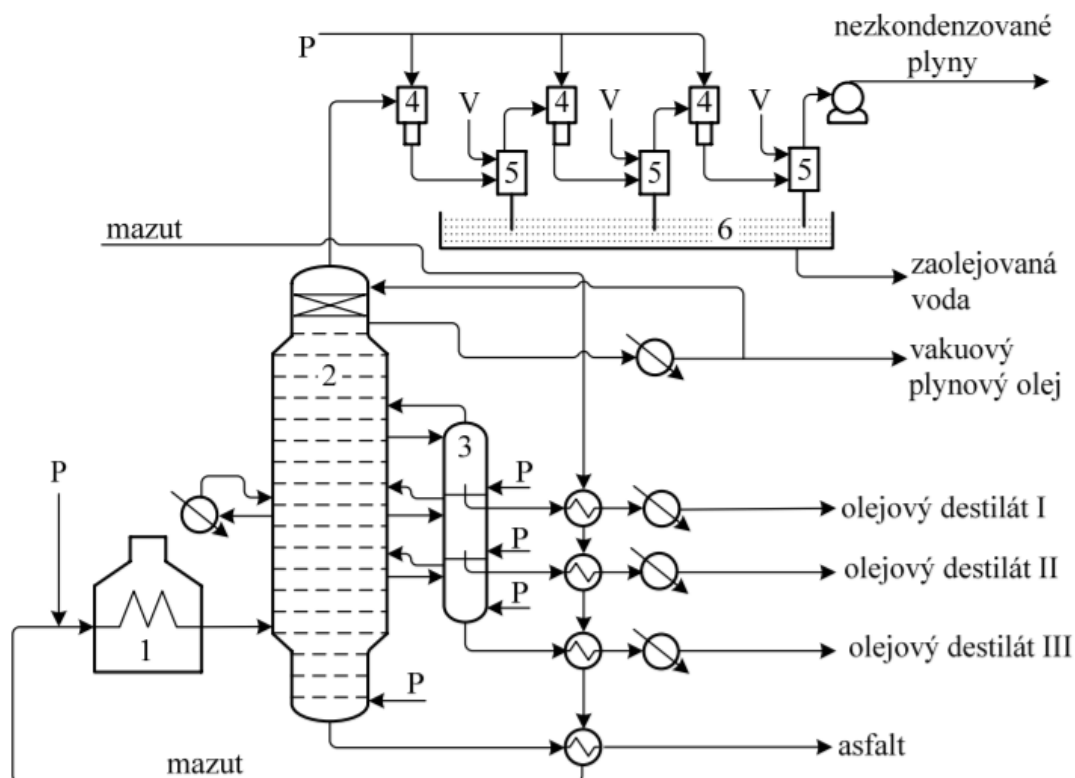 nezkondenzované
plyny
P
4
4
4
V
V
V
5
5
5
6
mazut
zaolejovaná
voda
2
vakuový
plynový olej
3
P
P
olejový destilát I
P
olejový destilát II
P
1
olejový destilát III
P
asfalt
mazut